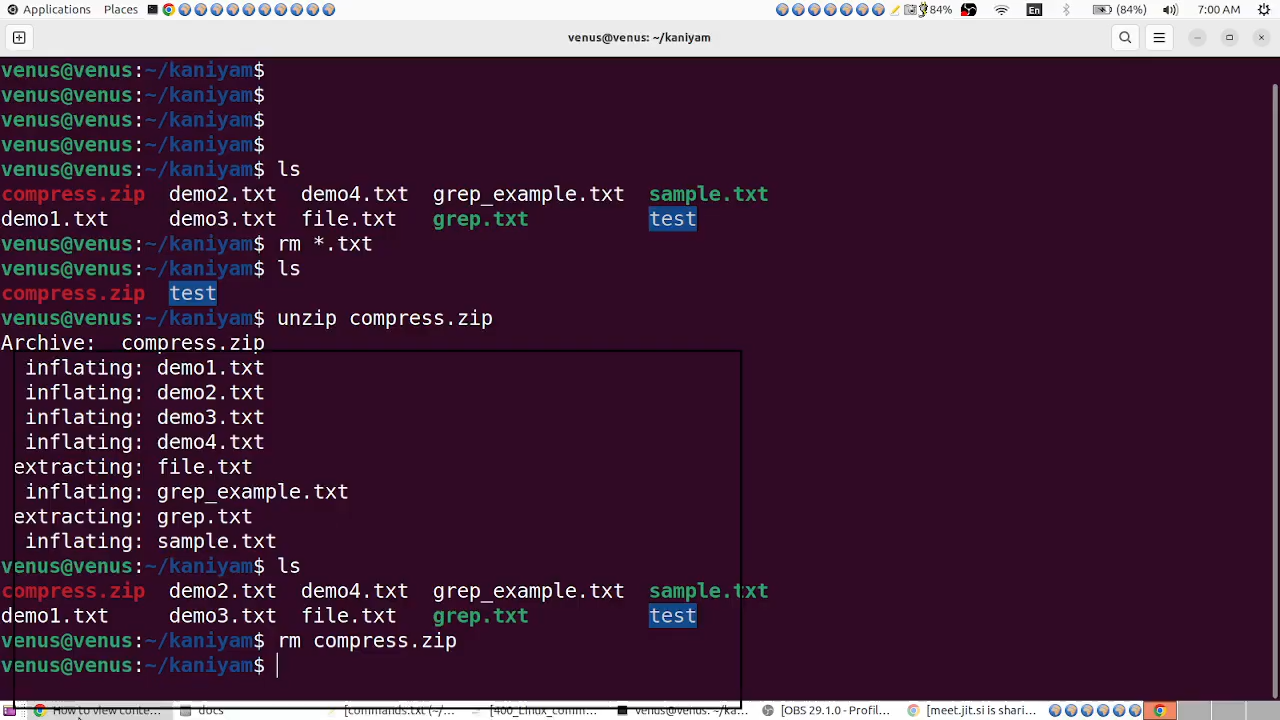 Applications Places 84% En (84%) 7:00 AM
venus@venus: ~/kaniyam
venus@venus:~/kaniyam$
venus@venus:~/kaniyam$
venus@venus:~/kaniyam$
venus@venus:~/kaniyam$
venus@venus:~/kaniyam$ ls
compress.zip demo2.txt demo4.txt grep_example.txt sample.txt
demo1.txt demo3.txt file.txt grep.txt test
venus@venus:~/kaniyam$ rm *.txt
venus@venus:~/kaniyam$ ls
compress.zip test
venus@venus:~/kaniyam$ unzip compress.zip
Archive: compress.zip
inflating: demo1.txt
inflating: demo2.txt
inflating: demo3.txt
inflating: demo4.txt
extracting: file.txt
inflating: grep_example.txt
extracting: grep.txt
inflating: sample.txt
venus@venus:~/kaniyam$ ls
compress.zip demo2.txt demo4.txt grep_example.txt sample.txt
demo1.txt demo3.txt file.txt grep.txt test
venus@venus:~/kaniyam$ rm compress.zip
venus@venus:~/kaniyam$
How to view conte... docs [commands.txt (~/... [400_Linux_comm... venus@venus: ~/ka... [OBS 29.1.0 - Profil... [meet.jit.si is shari...